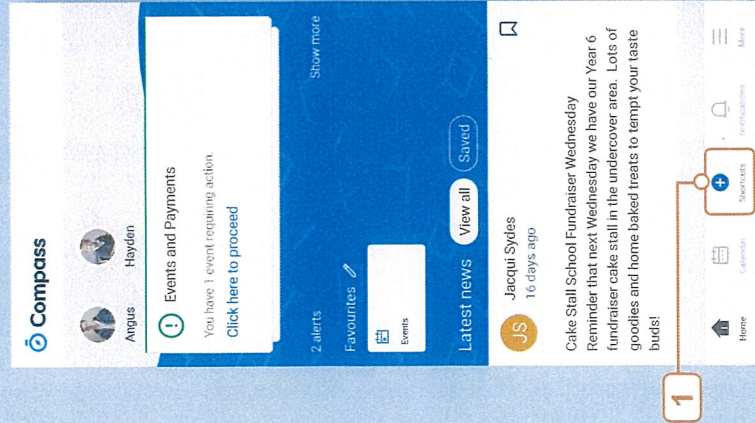 Compass
Angus
Hayden
Events and Payments
You have 1 event requiring action.
Click here to proceed
2 alerts
Show more
Favourites
Events
Latest news
View all
Saved
JS
Jacqui Sydes
16 days ago
Cake Stall School Fundraiser Wednesday
Reminder that next Wednesday we have our Year 6
fundraiser cake stall in the undercover area. Lots of
goodies and home baked treats to tempt your taste
buds!
1
Home
Calendar
Shortcuts
Notifications
More